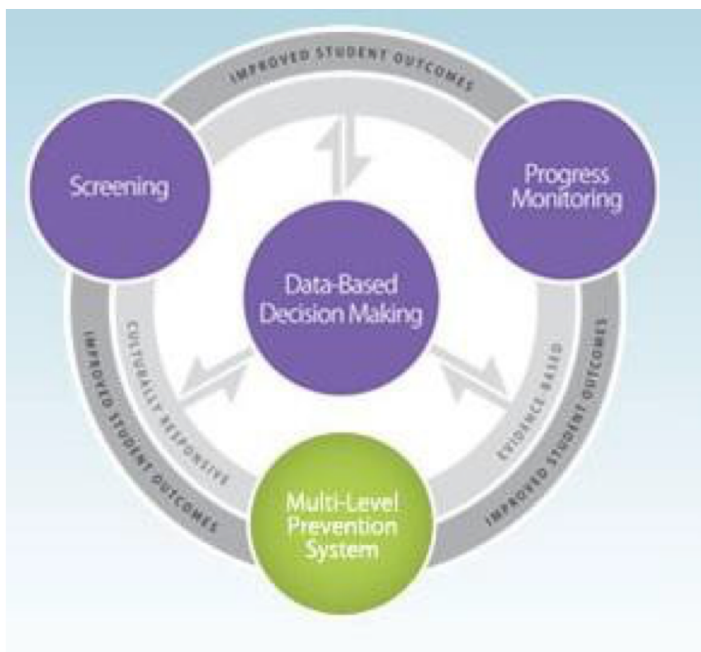 IMPROVED STUDENT OUTCOMES
Screening
Progress
Monitoring
Data-Based
Decision Making
CULTURALLY RESPONSIVE
EVIDENCE-BASED
IMPROVED STUDENT OUTCOMES
IMPROVED STUDENT OUTCOMES
Multi-Level
Prevention
System